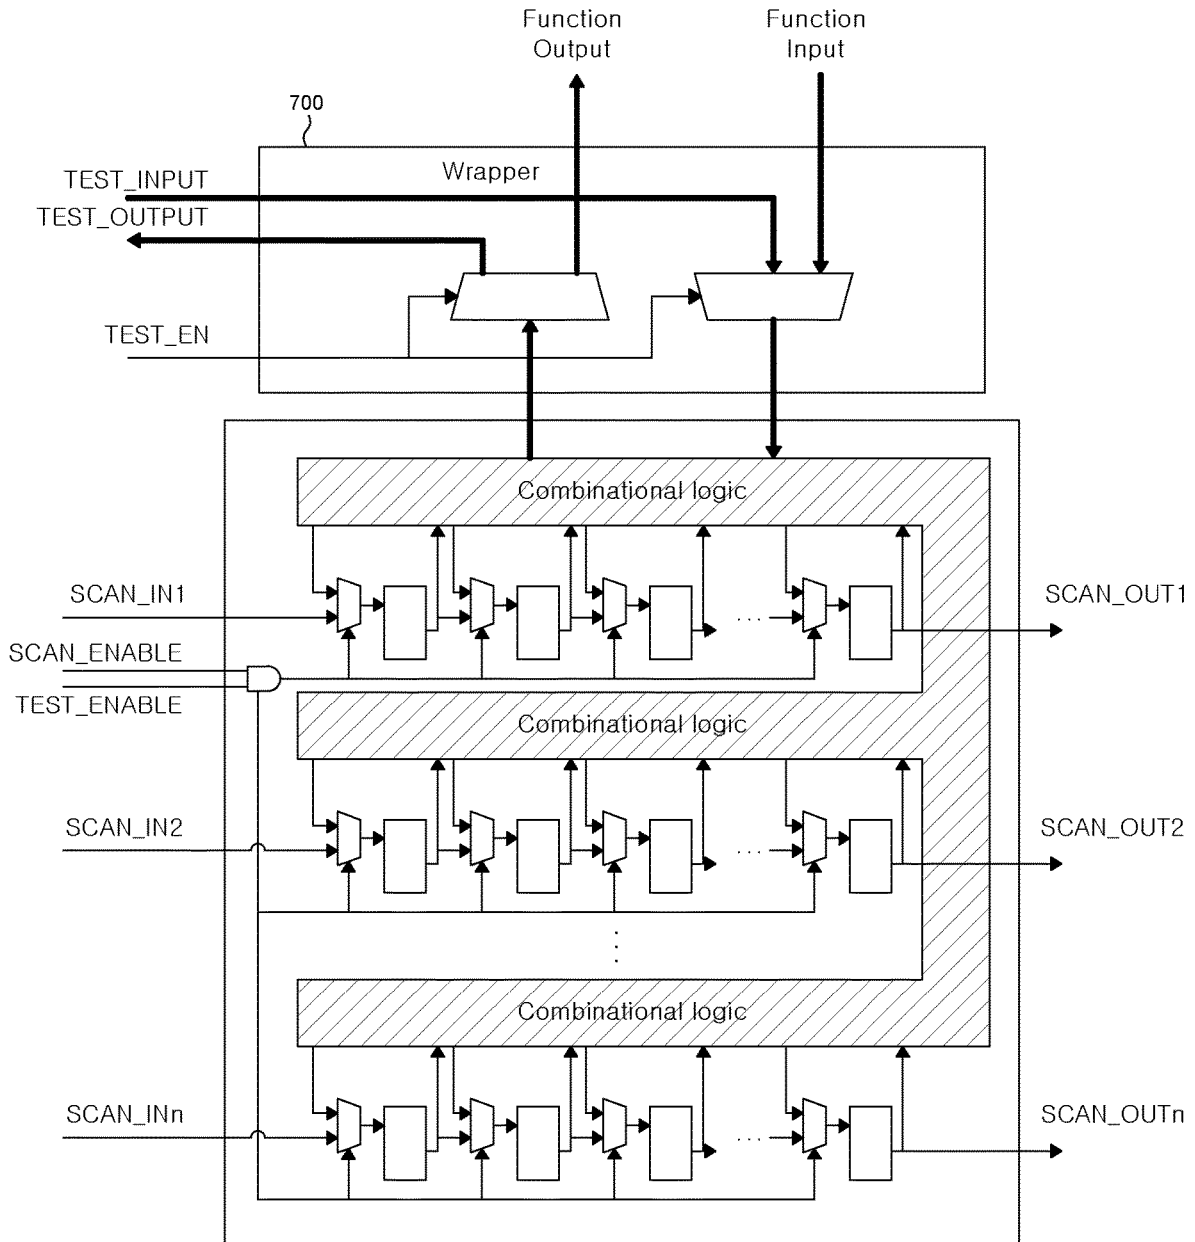 Function
Output
Function
Input
700
Wrapper
TEST_INPUT
TEST_OUTPUT
TEST_EN
Combinational logic
SCAN_IN1
SCAN_OUT1
SCAN_ENABLE
TEST_ENABLE
Combinational logic
SCAN_IN2
SCAN_OUT2
Combinational logic
SCAN_INn
SCAN_OUTn